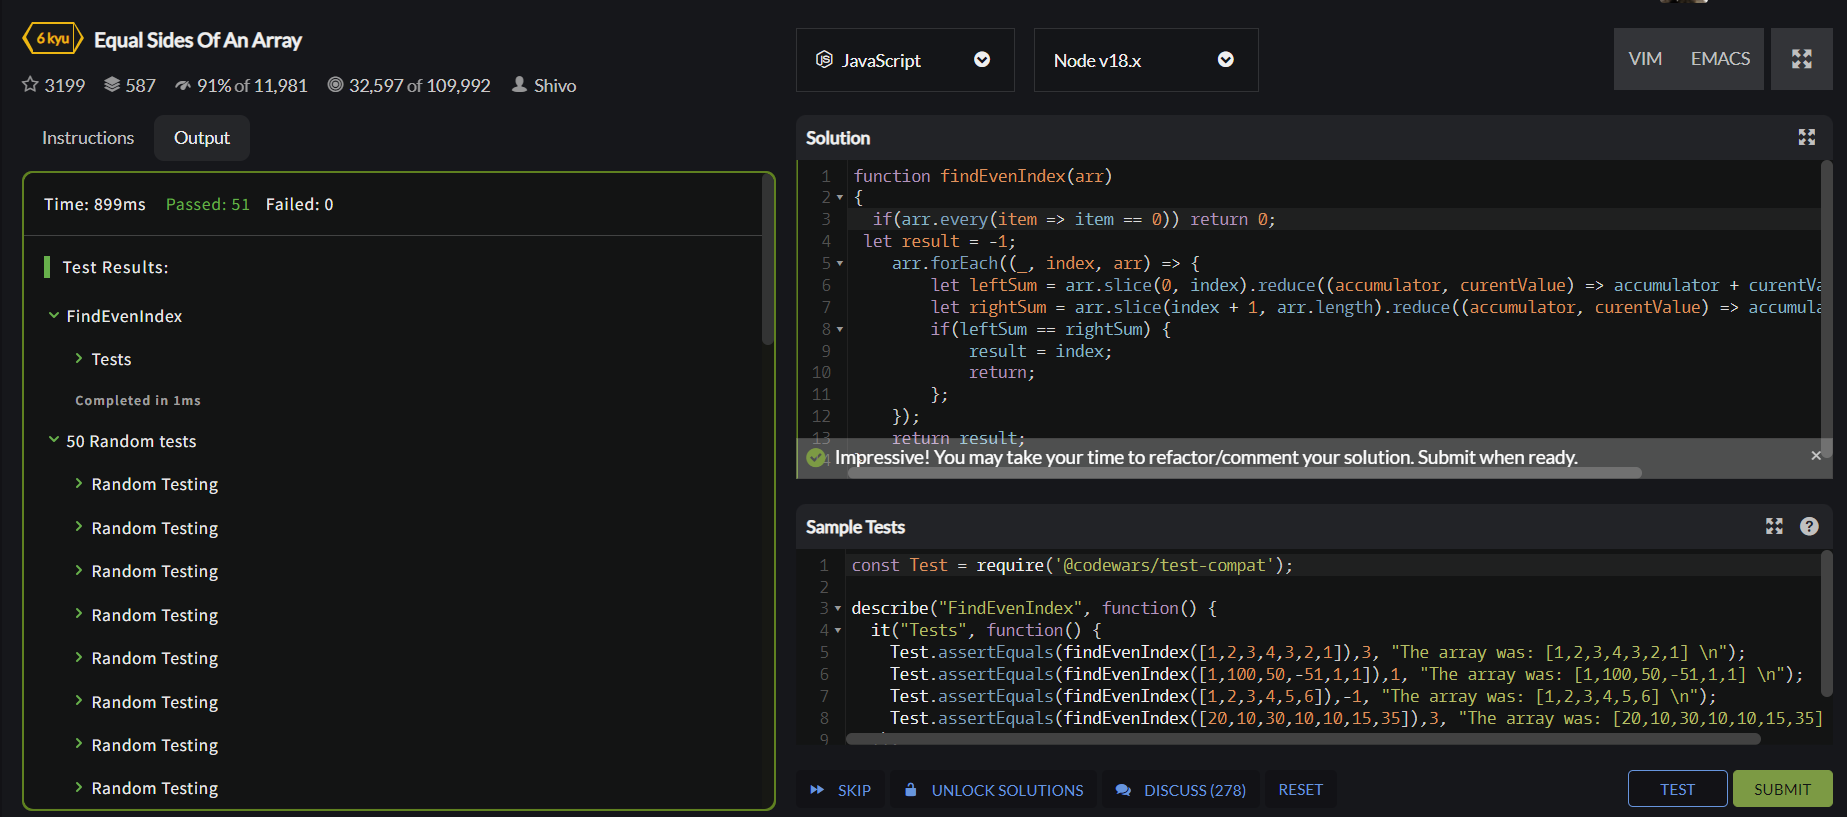 6 kyu Equal Sides Of An Array
3199 587 91% of 11,981 32,597 of 109,992 Shivo
JavaScript
Node v18.x
VIM EMACS
Instructions Output
Time: 899ms Passed: 51 Failed: 0
Test Results:
FindEvenIndex
Tests
Completed in 1ms
50 Random tests
Random Testing
Random Testing
Random Testing
Random Testing
Random Testing
Random Testing
Random Testing
Random Testing
Solution
1 function findEvenIndex(arr)
2 {
3 if(arr.every(item => item == 0)) return 0;
4 let result = -1;
5 arr.forEach((_, index, arr) => {
6 let leftSum = arr.slice(0, index).reduce((accumulator, curentValue) => accumulator + curentVa
7 let rightSum = arr.slice(index + 1, arr.length).reduce((accumulator, curentValue) => accumula
8 if(leftSum == rightSum) {
9 result = index;
10 return;
11 };
12 });
13 return result;
Impressive! You may take your time to refactor/comment your solution. Submit when ready.
Sample Tests
1 const Test = require('@codewars/test-compat');
2
3 describe("FindEvenIndex", function() {
4 it("Tests", function() {
5 Test.assertEquals(findEvenIndex([1,2,3,4,3,2,1]),3, "The array was: [1,2,3,4,3,2,1] \n");
6 Test.assertEquals(findEvenIndex([1,100,50,-51,1,1]),1, "The array was: [1,100,50,-51,1,1] \n");
7 Test.assertEquals(findEvenIndex([1,2,3,4,5,6]),-1, "The array was: [1,2,3,4,5,6] \n");
8 Test.assertEquals(findEvenIndex([20,10,30,10,10,15,35]),3, "The array was: [20,10,30,10,10,15,35]
9
SKIP UNLOCK SOLUTIONS DISCUSS (278) RESET TEST SUBMIT